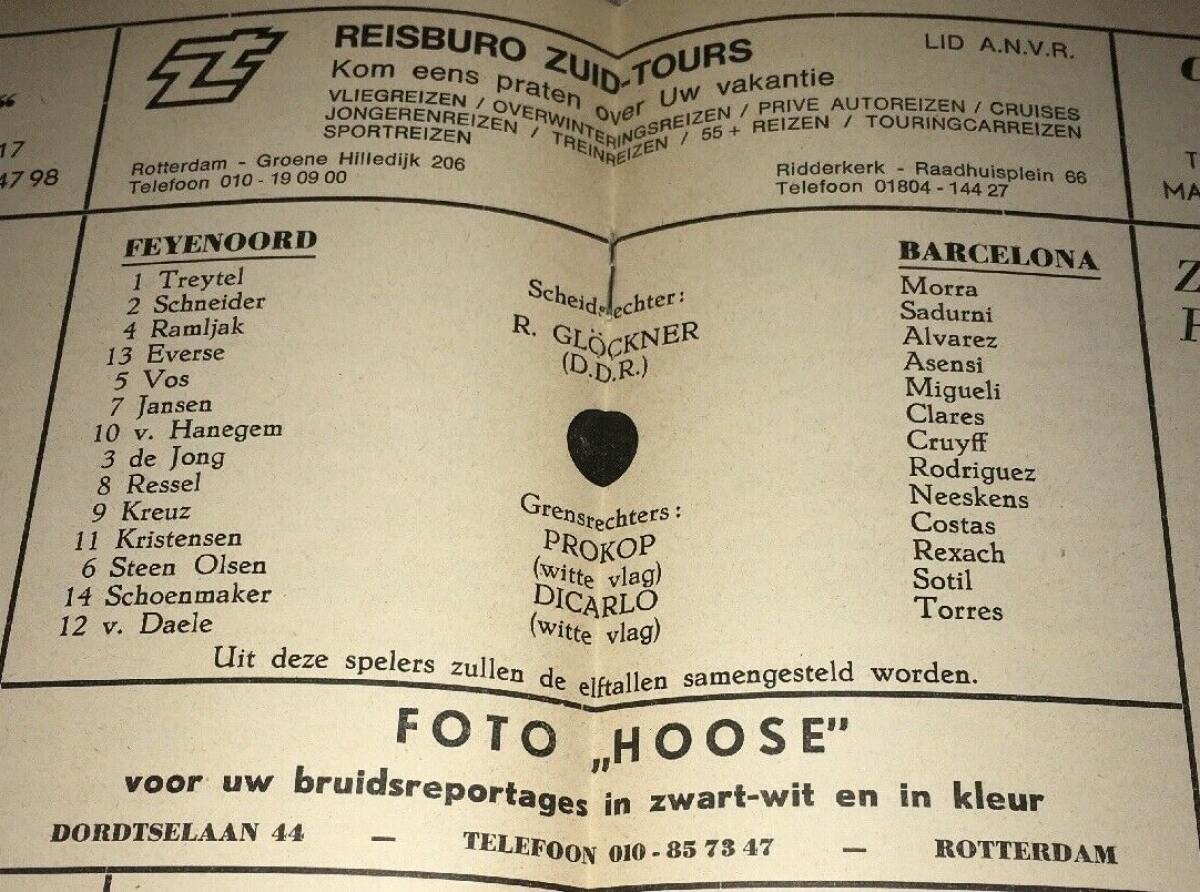 REISBURO ZUID-TOURS
LID A.N.V.R.
Kom eens praten over Uw vakantie
VLIEGREIZEN / OVERWINTERINGSREIZEN / PRIVE AUTOREIZEN / CRUISES
JONGERENREIZEN / TREINREIZEN / 55 + REIZEN / TOURINGCARREIZEN
SPORTREIZEN
Rotterdam - Groene Hilledijk 206
Telefoon 010 - 19 09 00
Ridderkerk - Raadhuisplein 66
Telefoon 01804 - 144 27
17
47 98
MA
FEYENOORD
1 Treytel
2 Schneider
4 Ramljak
13 Everse
5 Vos
7 Jansen
10 v. Hanegem
3 de Jong
8 Ressel
9 Kreuz
11 Kristensen
6 Steen Olsen
14 Schoenmaker
12 v. Daele
Scheidsrechter:
R. GLÖCKNER
(D.D.R.)
Grensrechters:
PROKOP
(witte vlag)
DICARLO
(witte vlag)
BARCELONA
Morra
Sadurni
Alvarez
Asensi
Migueli
Clares
Cruyff
Rodriguez
Neeskens
Costas
Rexach
Sotil
Torres
Uit deze spelers zullen de elftallen samengesteld worden.
FOTO „HOOSE"
voor uw bruidsreportages in zwart-wit en in kleur
DORDTSELAAN 44 — TELEFOON 010 - 85 73 47 — ROTTERDAM